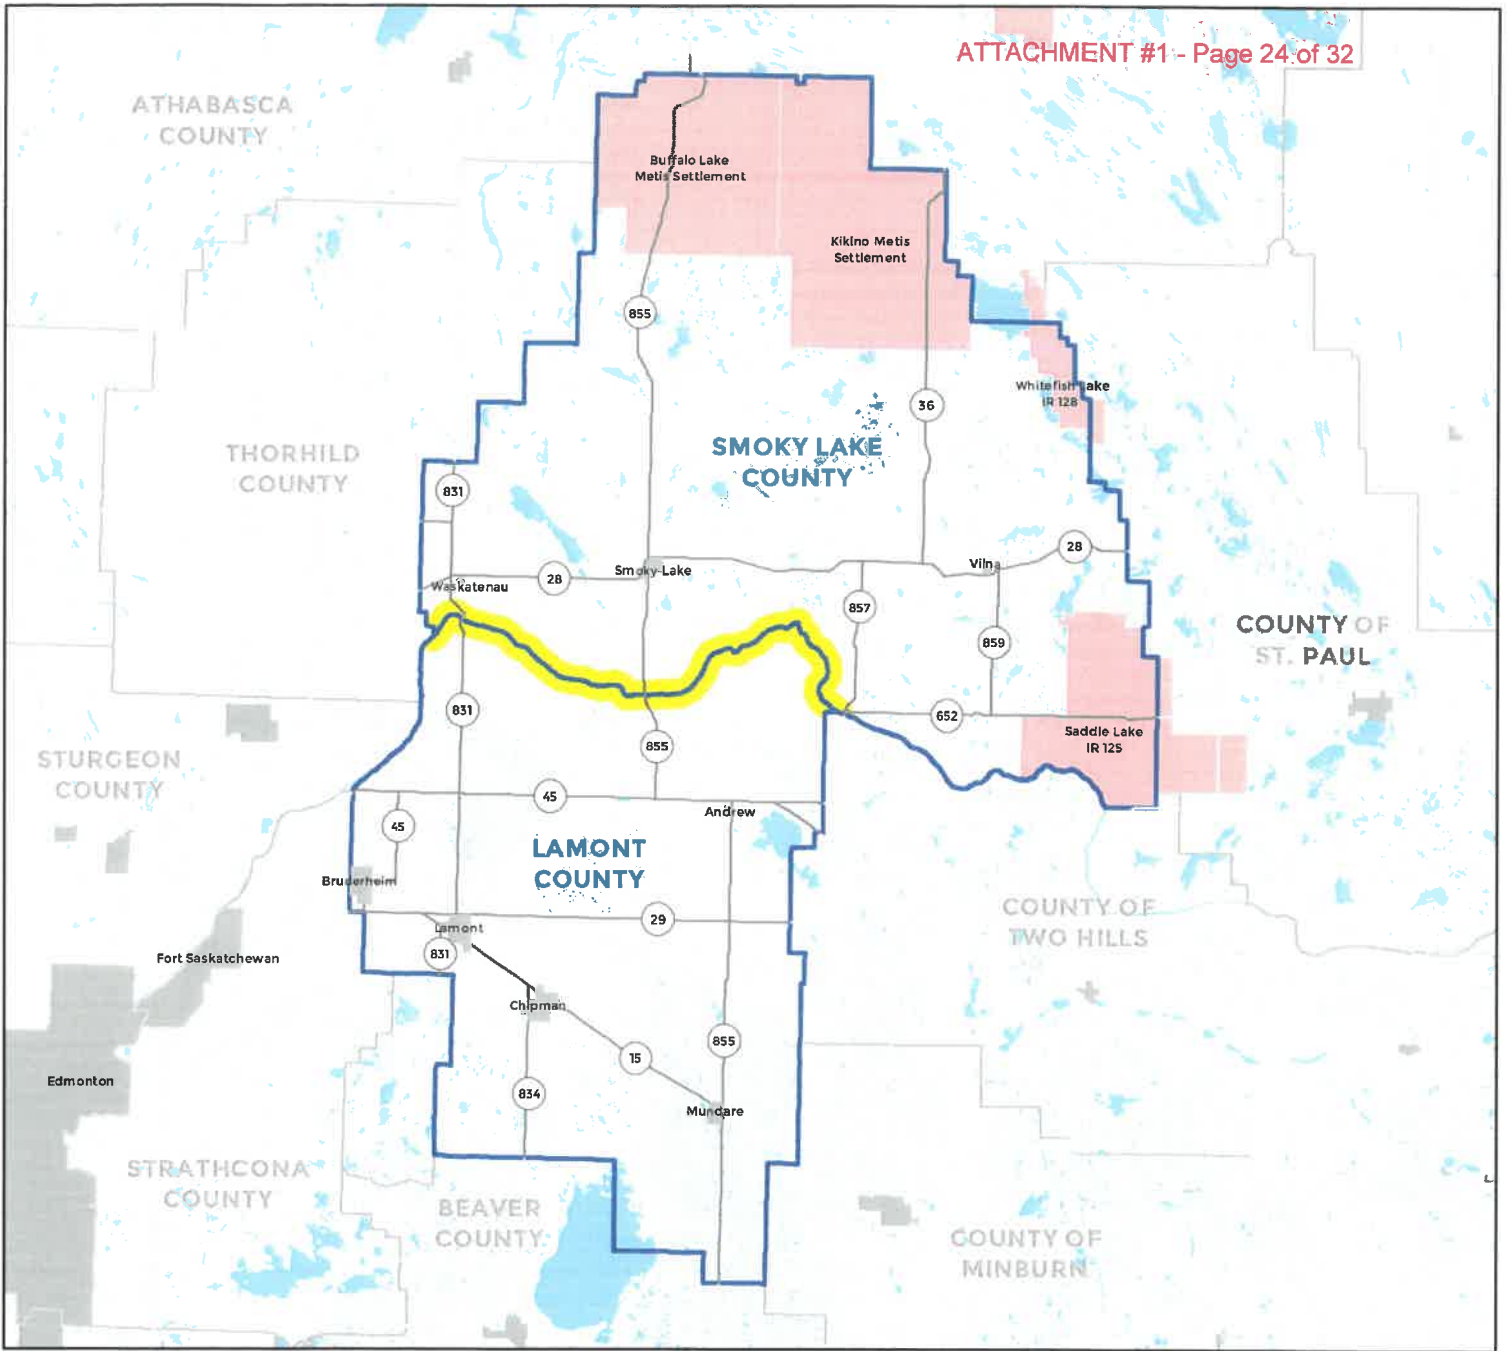 ATTACHMENT #1 - Page 24 of 32
ATHABASCA
COUNTY
Buffalo Lake
Metis Settlement
Kikino Metis
Settlement
855
Whitefish Lake
IR 128
36
SMOKY LAKE
COUNTY
THORHILD
COUNTY
831
28
Vilna
Smoky Lake
28
Waskatenau
857
859
COUNTY OF
ST. PAUL
831
652
Saddle Lake
IR 125
855
STURGEON
COUNTY
45
Andrew
45
LAMONT
COUNTY
Bruderheim
29
COUNTY OF
TWO HILLS
Lamont
831
Fort Saskatchewan
Chipman
855
15
Edmonton
834
Mundare
STRATHCONA
COUNTY
BEAVER
COUNTY
COUNTY OF
MINBURN